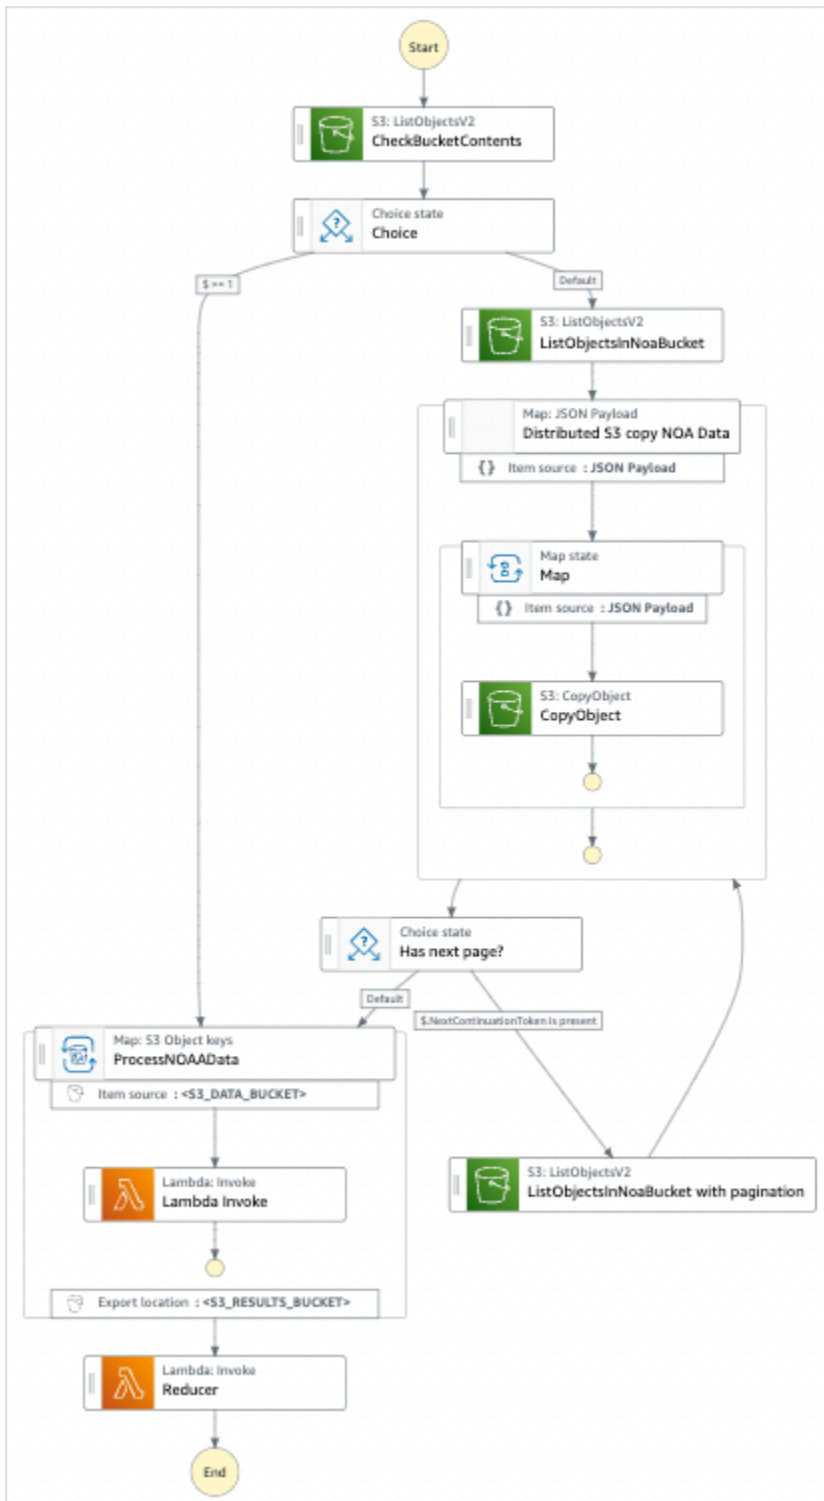 Start
S3: ListObjectsV2
CheckBucketContents
Choice state
Choice
$ >= 1
Default
S3: ListObjectsV2
ListObjectsInNoaBucket
Map: JSON Payload
Distributed S3 copy NOA Data
{} Item source : JSON Payload
Map state
Map
{} Item source : JSON Payload
S3: CopyObject
CopyObject
Choice state
Has next page?
Default
$.NextContinuationToken is present
Map: S3 Object keys
ProcessNOAAData
Item source : <S3_DATA_BUCKET>
Lambda: Invoke
Lambda Invoke
S3: ListObjectsV2
ListObjectsInNoaBucket with pagination
Export location : <S3_RESULTS_BUCKET>
Lambda: Invoke
Reducer
End